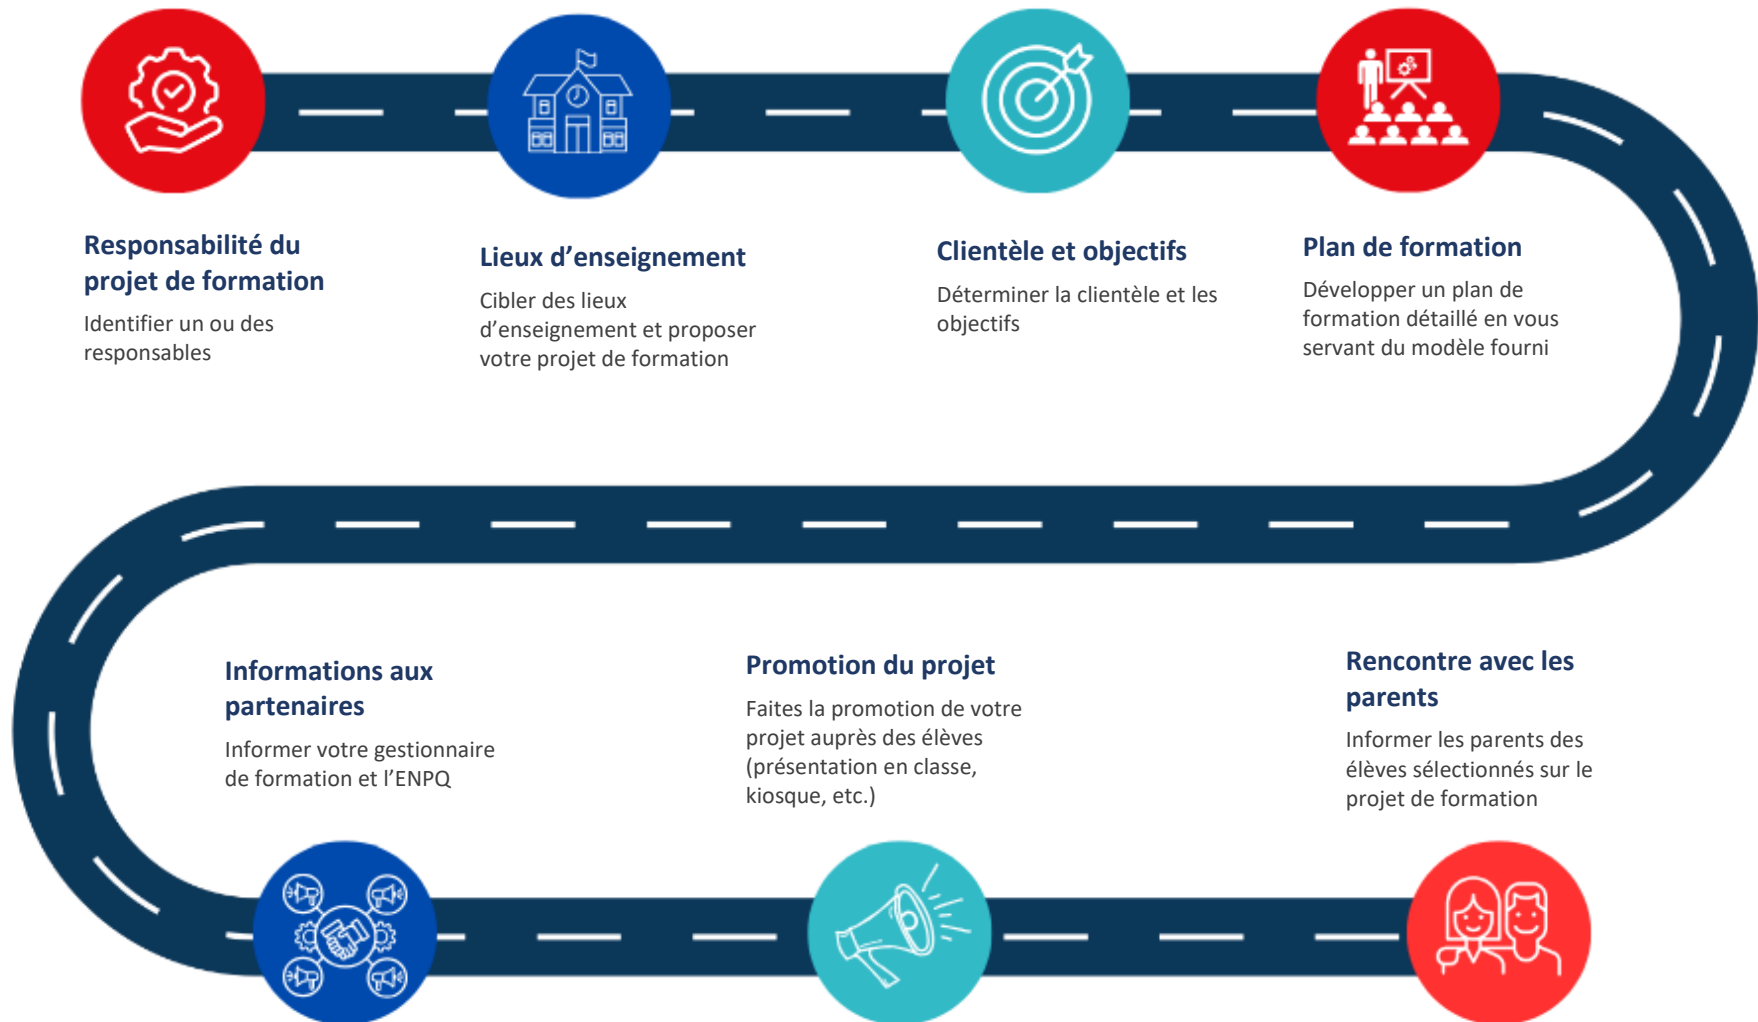 Responsabilité du
projet de formation
Identifier un ou des
responsables
Lieux d’enseignement
Cibler des lieux
d’enseignement et proposer
votre projet de formation
Clientèle et objectifs
Déterminer la clientèle et les
objectifs
Plan de formation
Développer un plan de
formation détaillé en vous
servant du modèle fourni
Informations aux
partenaires
Informer votre gestionnaire
de formation et l’ENPQ
Promotion du projet
Faites la promotion de votre
projet auprès des élèves
(présentation en classe,
kiosque, etc.)
Rencontre avec les
parents
Informer les parents des
élèves sélectionnés sur le
projet de formation